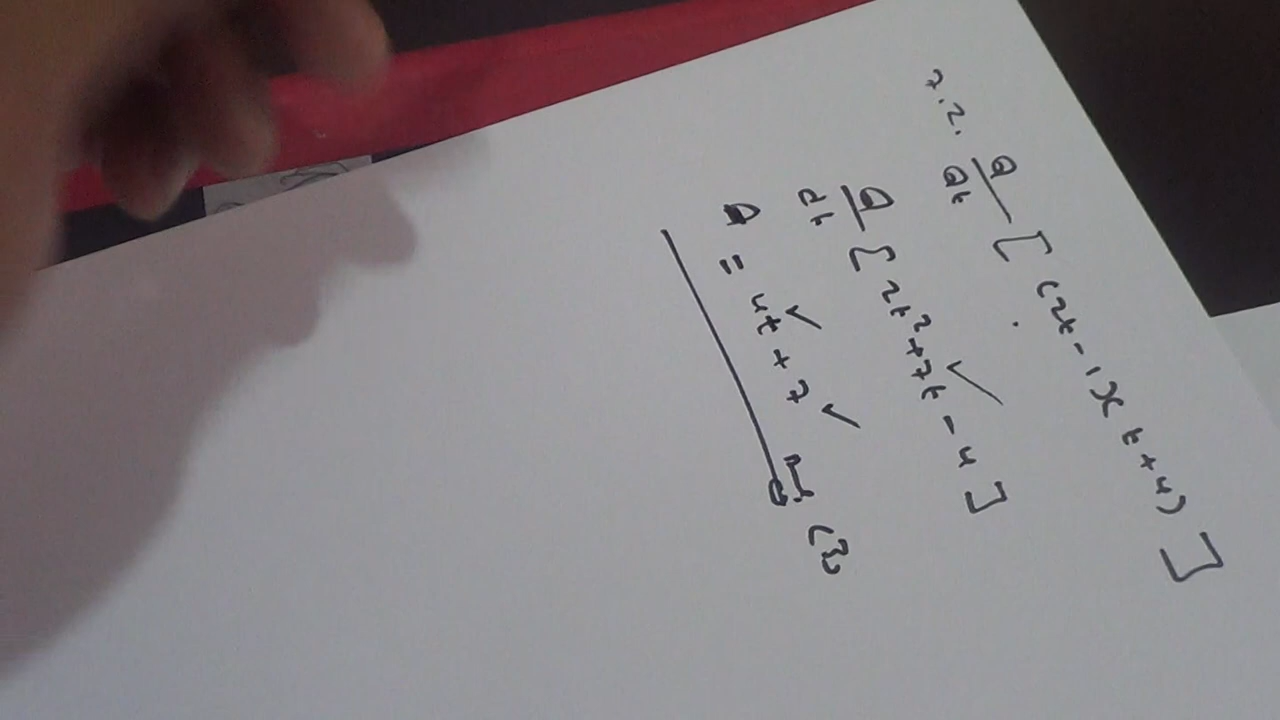 7.2. d/dt [(2t-1)(t+4)]
d/dt [2t²+7t-4] ✓
A = 4t ✓ + 7 ✓ (3)